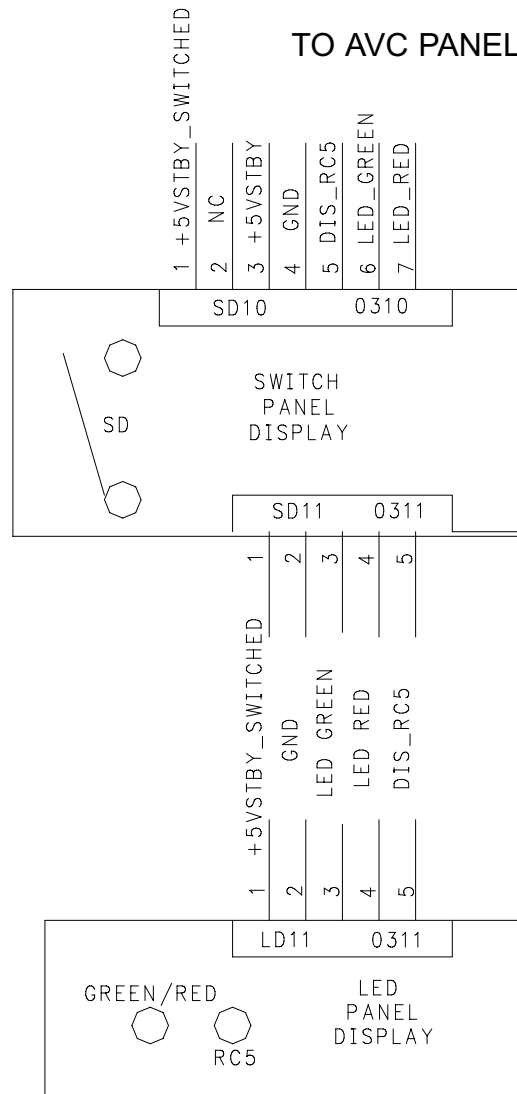 TO AVC PANEL
1 +5VSTBY_SWITCHED
2 NC
3 +5VSTBY
4 GND
5 DIS_RC5
6 LED_GREEN
7 LED_RED
SD10 0310
SWITCH
PANEL
DISPLAY
SD
SD11 0311
1 2 3 4 5
+5VSTBY_SWITCHED
GND
LED GREEN
LED RED
DIS_RC5
1 2 3 4 5
LD11 0311
GREEN/RED
RC5
LED
PANEL
DISPLAY